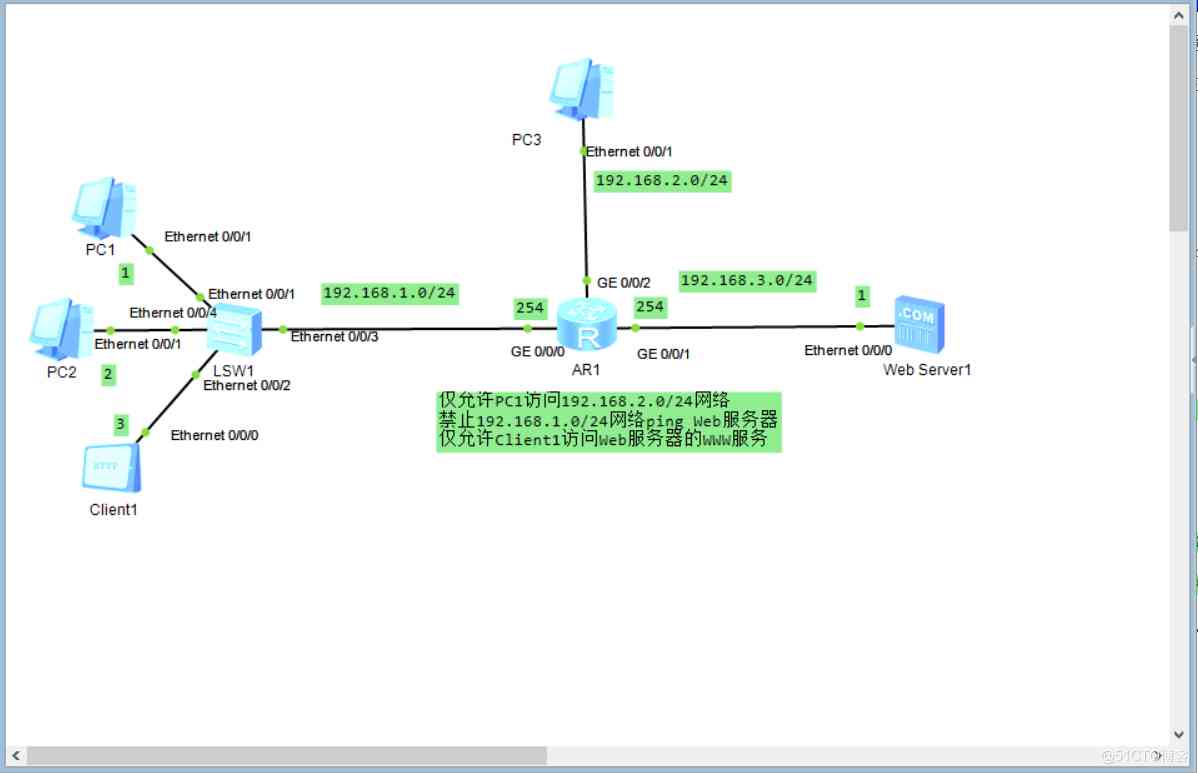 PC3
Ethernet 0/0/1
192.168.2.0/24
PC1
Ethernet 0/0/1
1
Ethernet 0/0/1
192.168.1.0/24
GE 0/0/2
192.168.3.0/24
254
254
1
.COM
Ethernet 0/0/4
PC2
Ethernet 0/0/1
2
LSW1
Ethernet 0/0/3
Ethernet 0/0/2
GE 0/0/0
R
AR1
GE 0/0/1
Ethernet 0/0/0
Web Server1
仅允许PC1访问192.168.2.0/24网络
禁止192.168.1.0/24网络ping Web服务器
仅允许Client1访问Web服务器的WWW服务
3
Ethernet 0/0/0
HTTP
Client1
@51CTO博客